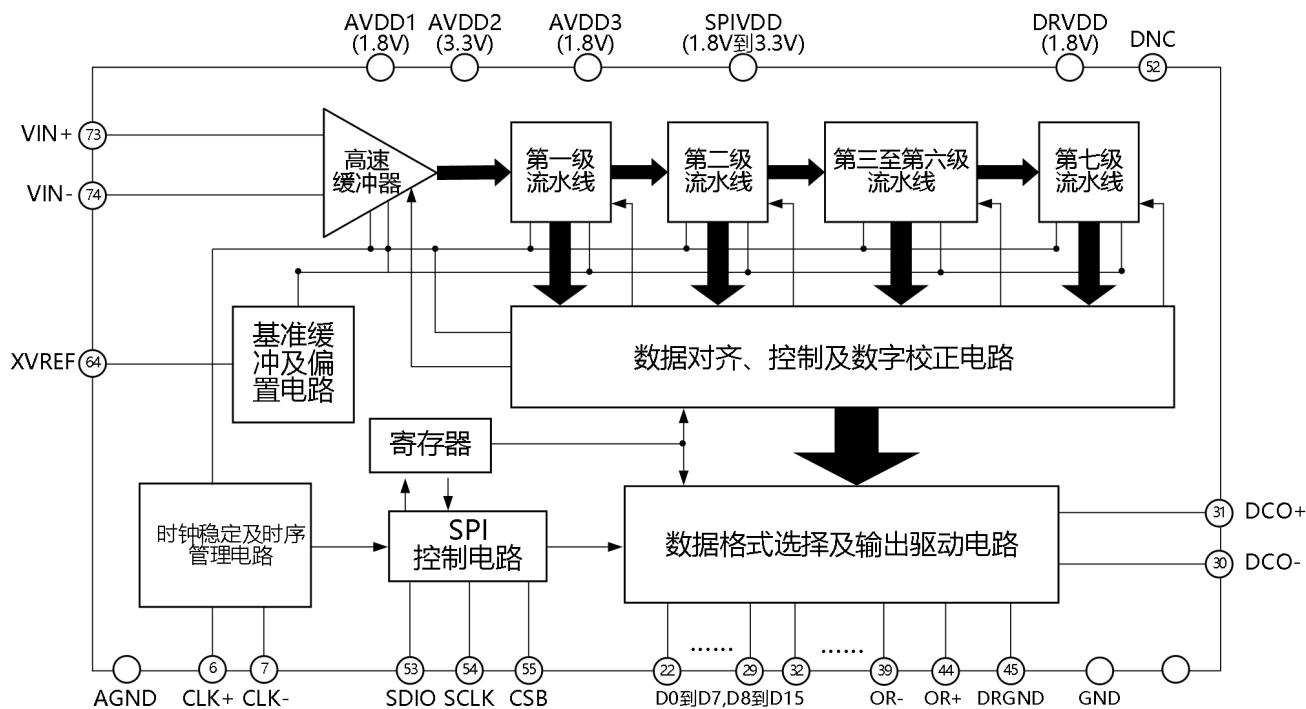 AVDD1 AVDD2 AVDD3 SPIVDD DRVDD DNC
(1.8V) (3.3V) (1.8V) (1.8V到3.3V) (1.8V)
52
VIN+ 73
VIN- 74
高速
缓冲器
第一级
流水线
第二级
流水线
第三至第六级
流水线
第七级
流水线
XVREF 64
基准缓
冲及偏
置电路
数据对齐、控制及数字校正电路
寄存器
时钟稳定及时序
管理电路
SPI
控制电路
数据格式选择及输出驱动电路
31 DCO+
30 DCO-
...... ......
6 7 53 54 55 22 29 32 39 44 45
AGND CLK+ CLK- SDIO SCLK CSB D0到D7,D8到D15 OR- OR+ DRGND GND